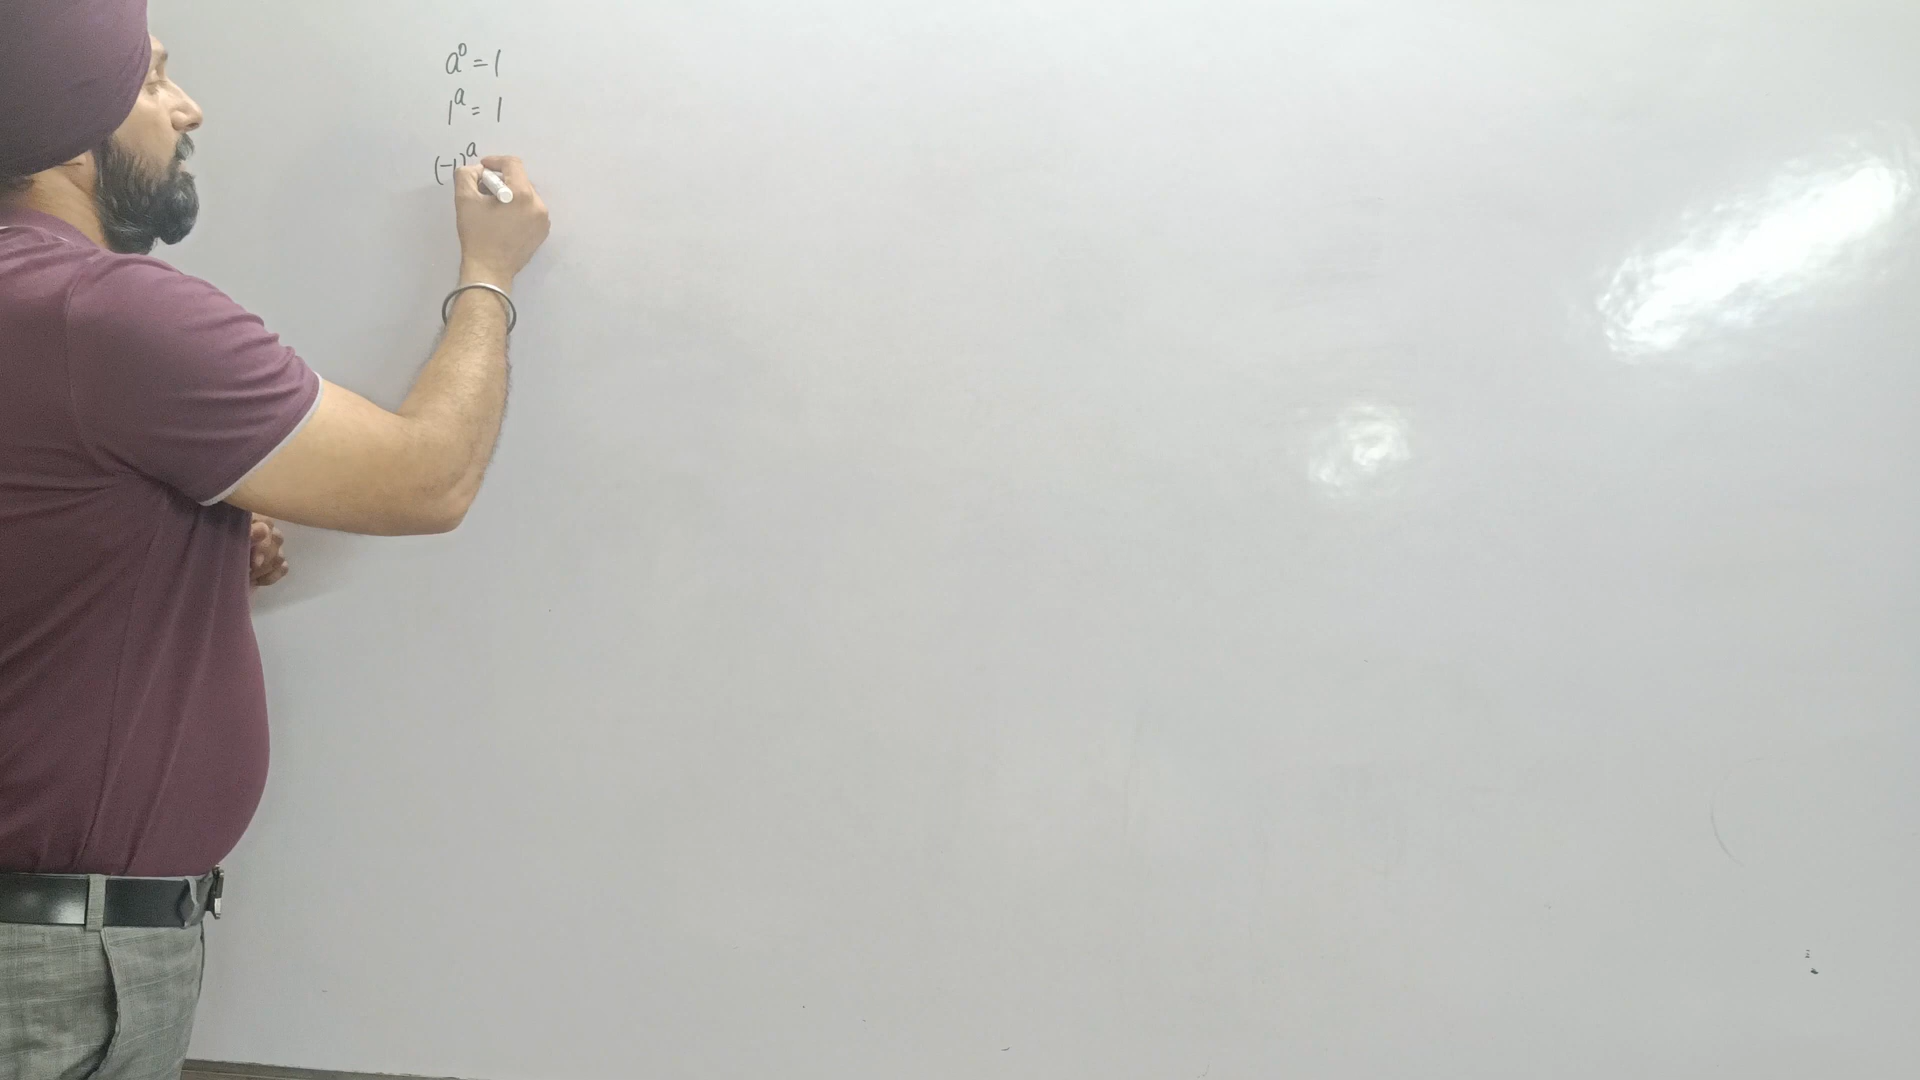 a⁰ = 1
1ᵃ = 1
(-1)ᵃ